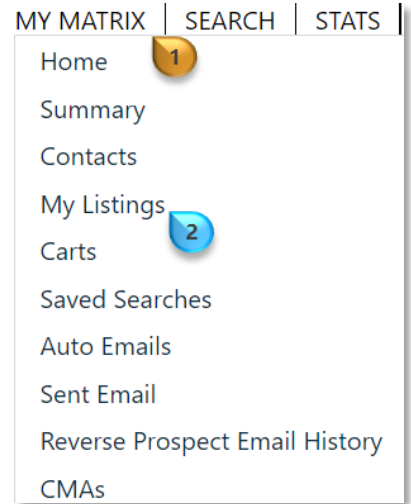 MY MATRIX | SEARCH | STATS
Home 1
Summary
Contacts
My Listings
2
Carts
Saved Searches
Auto Emails
Sent Email
Reverse Prospect Email History
CMAs